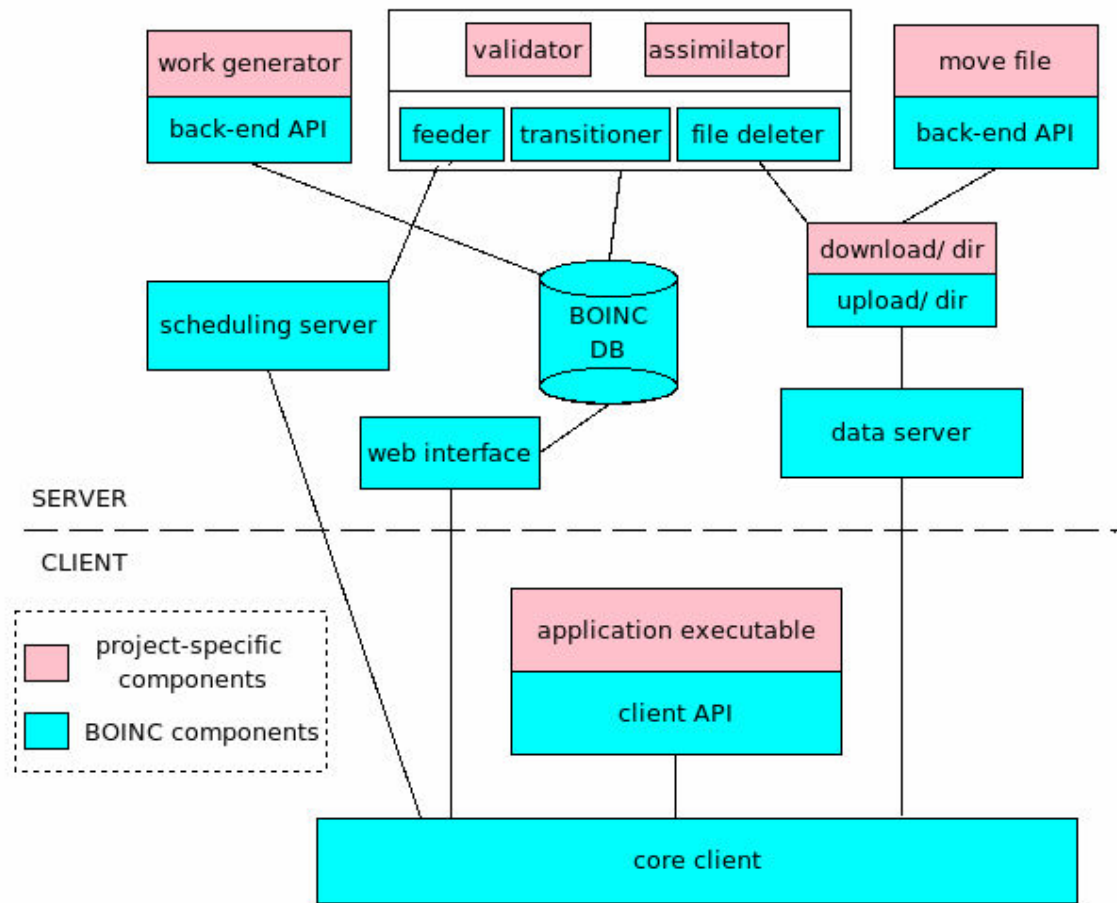 validator
assimilator
work generator
back-end API
feeder
transitioner
file deleter
move file
back-end API
download/ dir
upload/ dir
scheduling server
BOINC
DB
web interface
data server
SERVER
CLIENT
project-specific
components
BOINC components
application executable
client API
core client